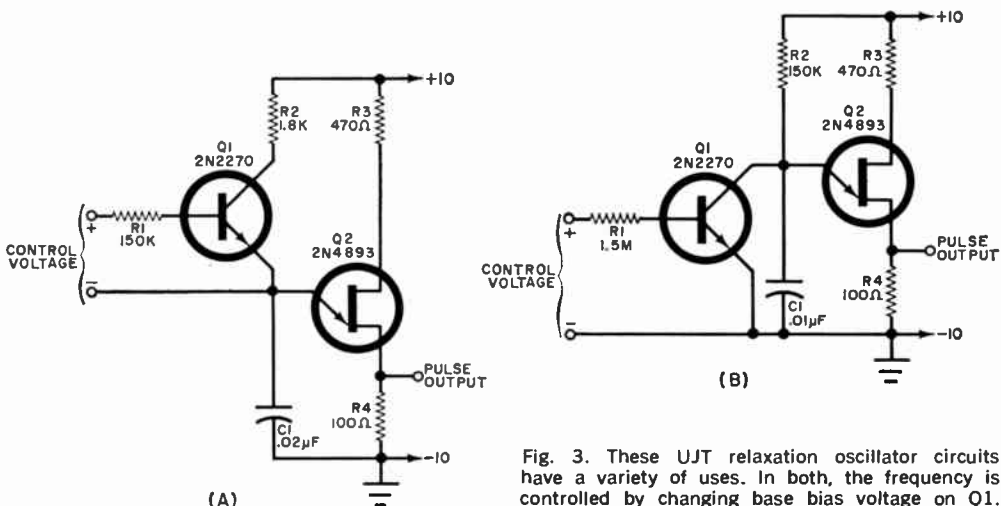 +10
R2
1.8K
R3
470Ω
Q1
2N2270
+
R1
150K
CONTROL
VOLTAGE
−
Q2
2N4893
PULSE
OUTPUT
R4
100Ω
C1
.02µF
−10
(A)
+10
R2
150K
R3
470Ω
Q2
2N4893
Q1
2N2270
+
R1
1.5M
CONTROL
VOLTAGE
−
PULSE
OUTPUT
R4
100Ω
C1
.01µF
−10
(B)
Fig. 3. These UJT relaxation oscillator circuits
have a variety of uses. In both, the frequency is
controlled by changing base bias voltage on Q1.